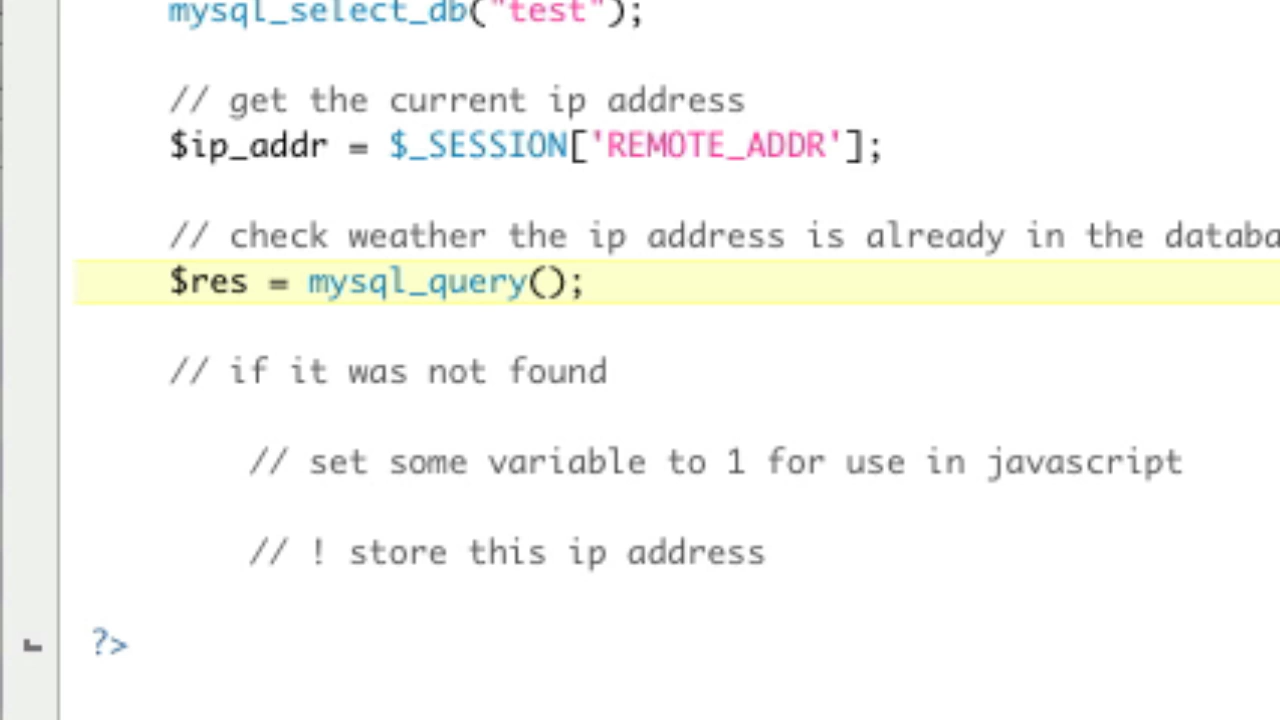 mysql_select_db("test");
// get the current ip address
$ip_addr = $_SESSION['REMOTE_ADDR'];
// check weather the ip address is already in the databa
$res = mysql_query();
// if it was not found
// set some variable to 1 for use in javascript
// ! store this ip address
?>